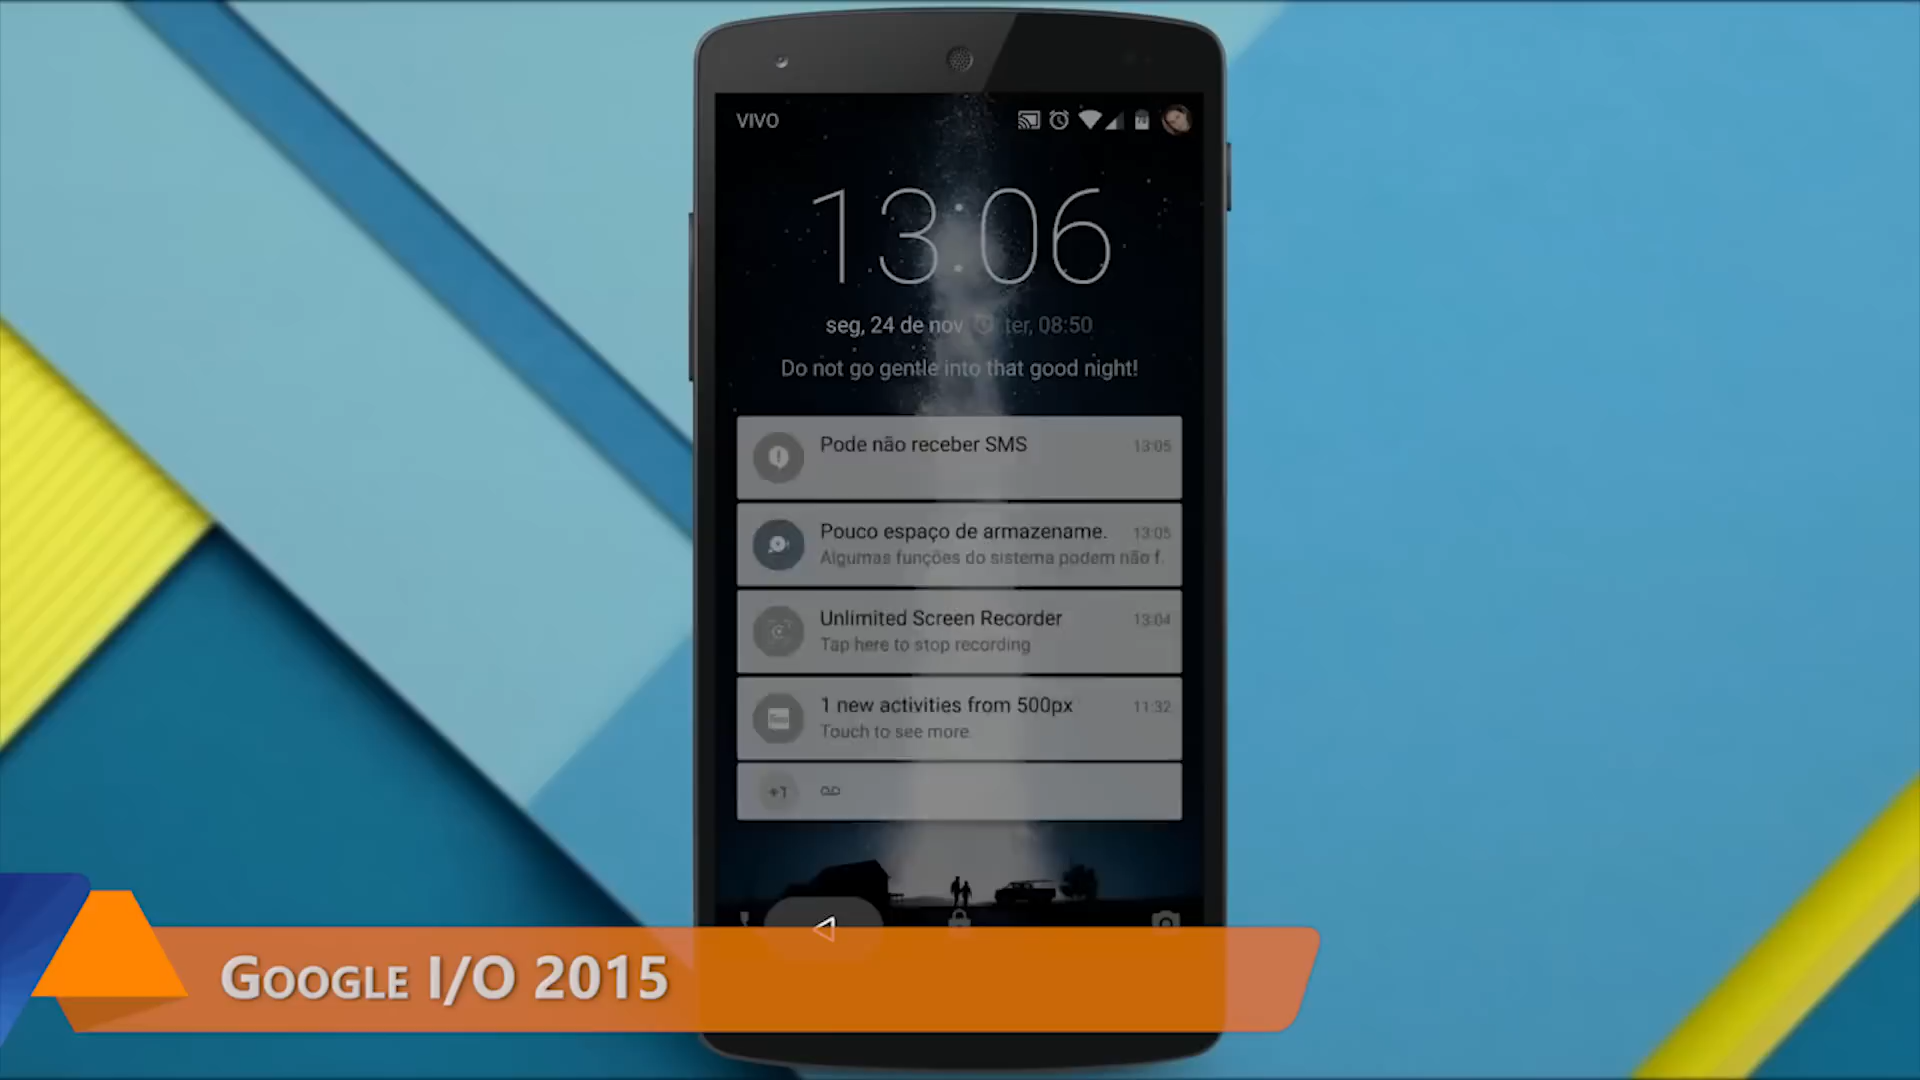 VIVO
13:06
seg, 24 de nov ter, 08:50
Do not go gentle into that good night!
Pode não receber SMS 13:05
Pouco espaço de armazename. 13:05
Algumas funções do sistema podem não f.
Unlimited Screen Recorder 13:04
Tap here to stop recording
1 new activities from 500px 11:32
Touch to see more.
+1
GOOGLE I/O 2015